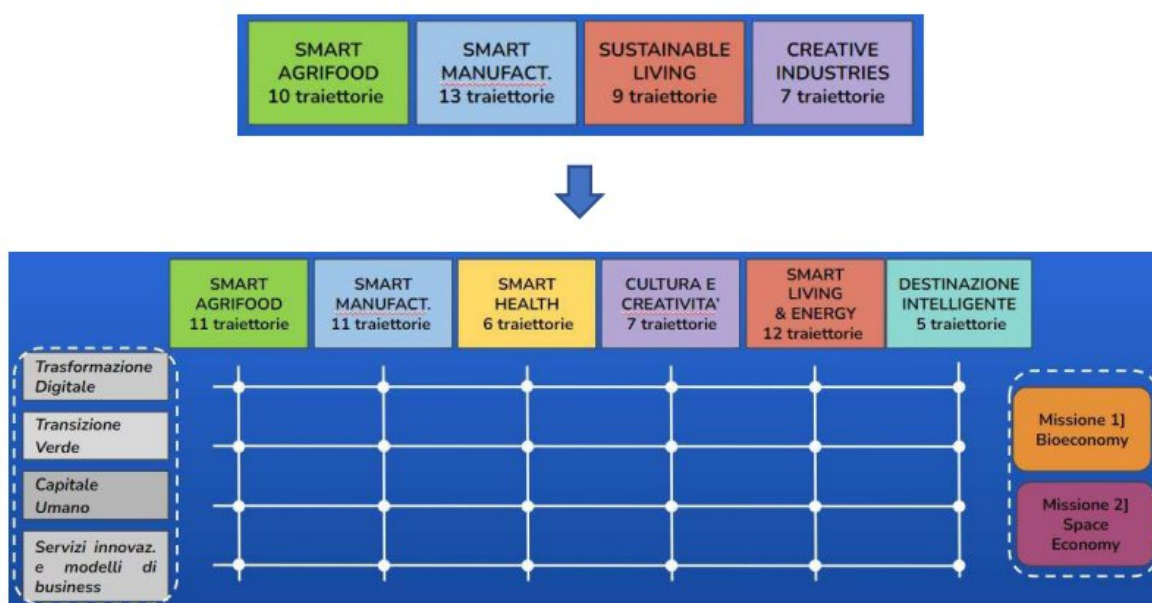 SMART
AGRIFOOD
10 traiettorie
SMART
MANUFACT.
13 traiettorie
SUSTAINABLE
LIVING
9 traiettorie
CREATIVE
INDUSTRIES
7 traiettorie
SMART
AGRIFOOD
11 traiettorie
SMART
MANUFACT.
11 traiettorie
SMART
HEALTH
6 traiettorie
CULTURA E
CREATIVITA'
7 traiettorie
SMART
LIVING
& ENERGY
12 traiettorie
DESTINAZIONE
INTELLIGENTE
5 traiettorie
Trasformazione
Digitale
Transizione
Verde
Capitale
Umano
Servizi innovaz.
e modelli di
business
Missione 1]
Bioeconomy
Missione 2]
Space
Economy